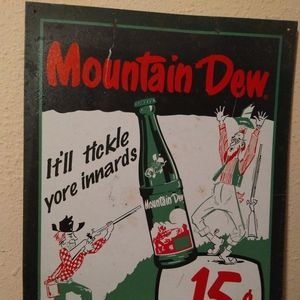 Mountain Dew
It'll tickle
yore innards
Mountain Dew
15¢